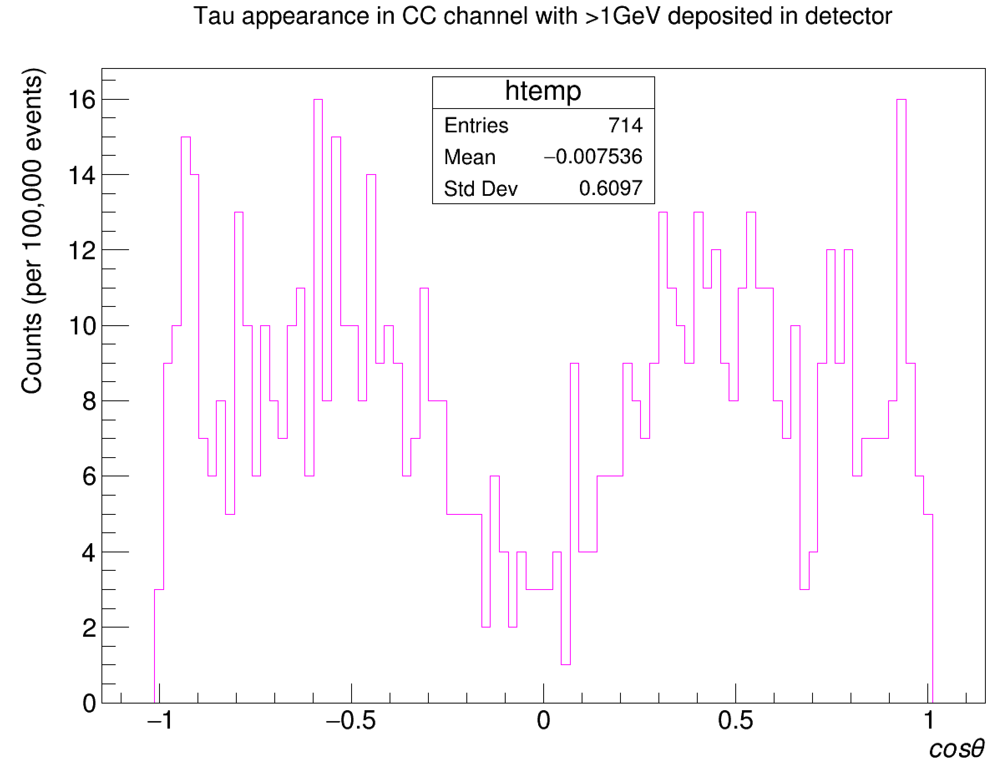 Tau appearance in CC channel with >1GeV deposited in detector
Counts (per 100,000 events)
htemp
Entries 714
Mean −0.007536
Std Dev 0.6097
16
14
12
10
8
6
4
2
0
−1 −0.5 0 0.5 1
cosθ